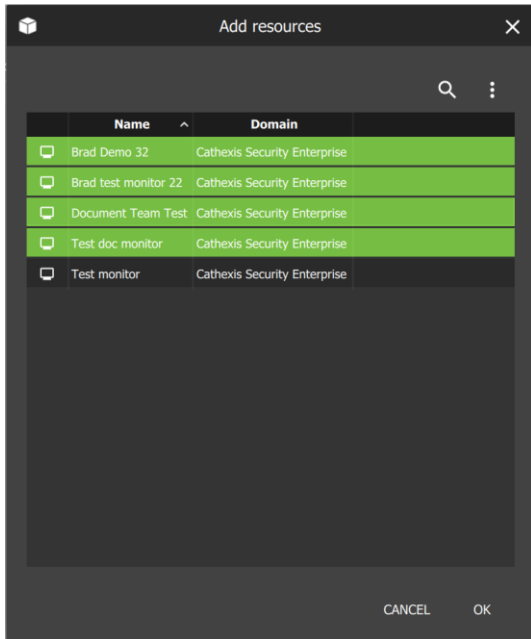 Add resources
Name Domain
Brad Demo 32 Cathexis Security Enterprise
Brad test monitor 22 Cathexis Security Enterprise
Document Team Test Cathexis Security Enterprise
Test doc monitor Cathexis Security Enterprise
Test monitor Cathexis Security Enterprise
CANCEL OK